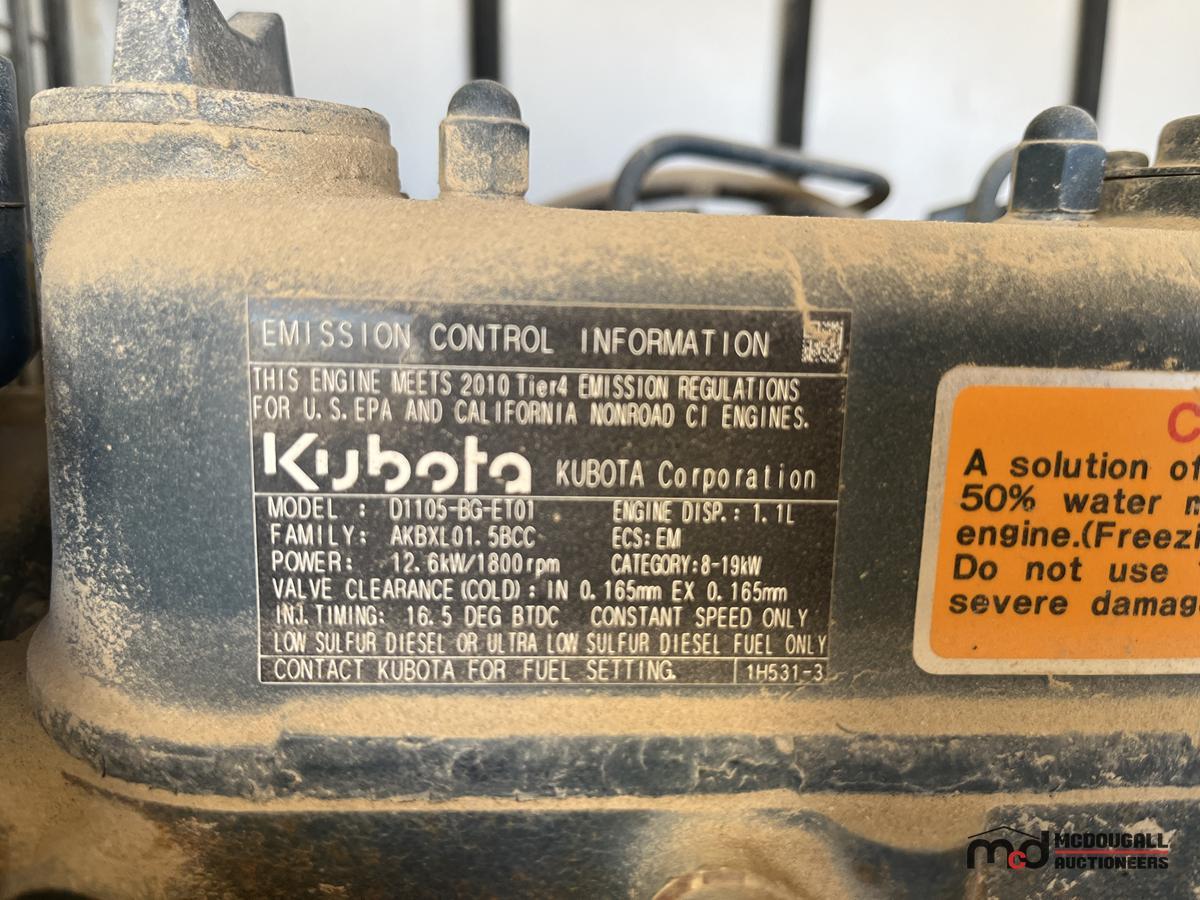 EMISSION CONTROL INFORMATION
THIS ENGINE MEETS 2010 Tier4 EMISSION REGULATIONS
FOR U.S.EPA AND CALIFORNIA NONROAD CI ENGINES.
Kubota KUBOTA Corporation
MODEL : D1105-BG-ET01 ENGINE DISP.: 1.1L
FAMILY: AKBXL01.5BCC ECS:EM
POWER: 12.6kW/1800rpm CATEGORY:8-19kW
VALVE CLEARANCE(COLD): IN 0.165mm EX 0.165mm
INJ.TIMING: 16.5 DEG BTDC CONSTANT SPEED ONLY
LOW SULFUR DIESEL OR ULTRA LOW SULFUR DIESEL FUEL ONLY
CONTACT KUBOTA FOR FUEL SETTING. 1H531-3
A solution of
50% water
engine.(Freezi
Do not use
severe damag
mcd MCDOUGALL
AUCTIONEERS